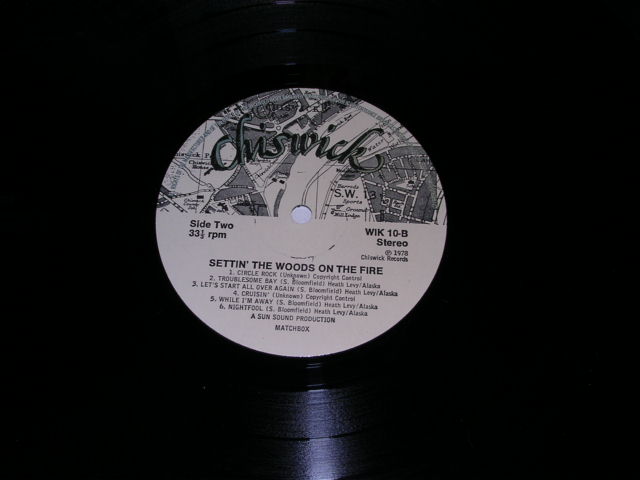 Chiswick
Side Two
33⅓ rpm
WIK 10-B
Stereo
℗ 1978
Chiswick Records
S.W.
Sports
SETTIN' THE WOODS ON THE FIRE
1. CIRCLE ROCK (Unknown) Copyright Control
2. TROUBLESOME BAY (S. Bloomfield) Heath Levy/Alaska
3. LET'S START ALL OVER AGAIN (S. Bloomfield) Heath Levy/Alaska
4. CRUISIN' (Unknown) Copyright Control
5. WHILE I'M AWAY (S. Bloomfield) Heath Levy/Alaska
6. NIGHTFOOL (S. Bloomfield) Heath Levy/Alaska
A SUN SOUND PRODUCTION
MATCHBOX